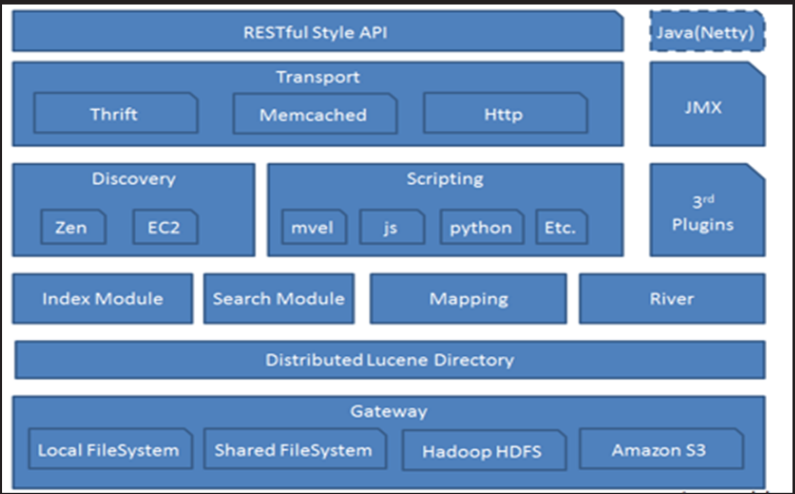 RESTful Style API
Java(Netty)
Transport
Thrift
Memcached
Http
JMX
Discovery
Zen
EC2
Scripting
mvel
js
python
Etc.
3rd
Plugins
Index Module
Search Module
Mapping
River
Distributed Lucene Directory
Gateway
Local FileSystem
Shared FileSystem
Hadoop HDFS
Amazon S3